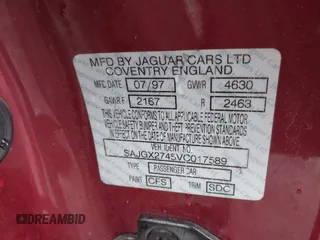 MFD BY JAGUAR CARS LTD
COVENTRY ENGLAND
MFC DATE 07/97 GVWR 4630
GAWR F 2167 R 2463
THIS VEHICLE CONFORMS TO ALL APPLICABLE FEDERAL MOTOR
VEHICLE BUMPER AND THEFT PREVENTION STANDARDS IN
EFFECT ON THE DATE OF MANUFACTURE SHOWN ABOVE
VEH IDENT NO.
SAJGX2745VC017589
TYPE PASSENGER CAR
PAINT CFS TRIM SDC
DREAMBID